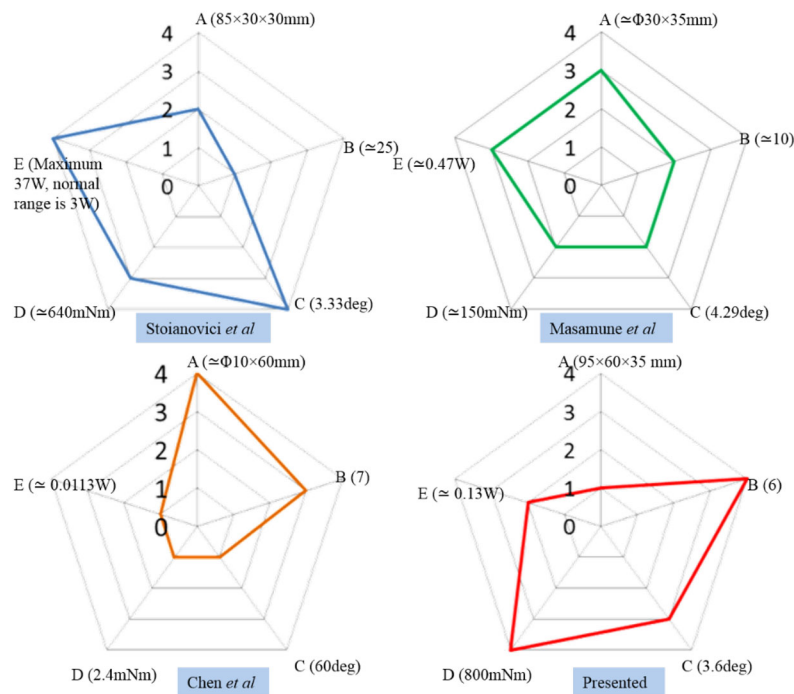 A (85×30×30mm)
4
3
2
1
0
B (≃25)
E (Maximum
37W, normal
range is 3W)
D (≃640mNm)
C (3.33deg)
Stoianovici et al
A (≃Φ30×35mm)
4
3
2
1
0
B (≃10)
E (≃0.47W)
D (≃150mNm)
C (4.29deg)
Masamune et al
A (≃Φ10×60mm)
4
3
2
1
0
B (7)
E (≃ 0.0113W)
D (2.4mNm)
C (60deg)
Chen et al
A (95×60×35 mm)
4
3
2
1
0
B (6)
E (≃ 0.13W)
D (800mNm)
C (3.6deg)
Presented